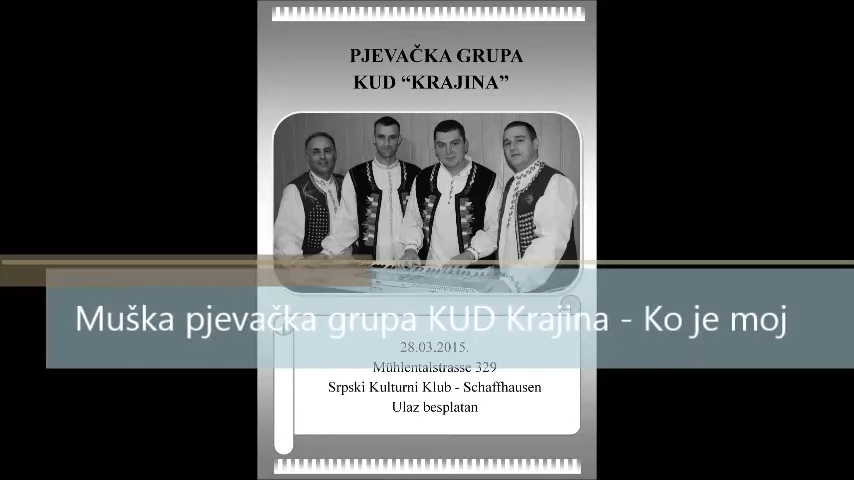 PJEVAČKA GRUPA
KUD “KRAJINA”
Muška pjevačka grupa KUD Krajina - Ko je moj
28.03.2015.
Mühlentalstrasse 329
Srpski Kulturni Klub - Schaffhausen
Ulaz besplatan